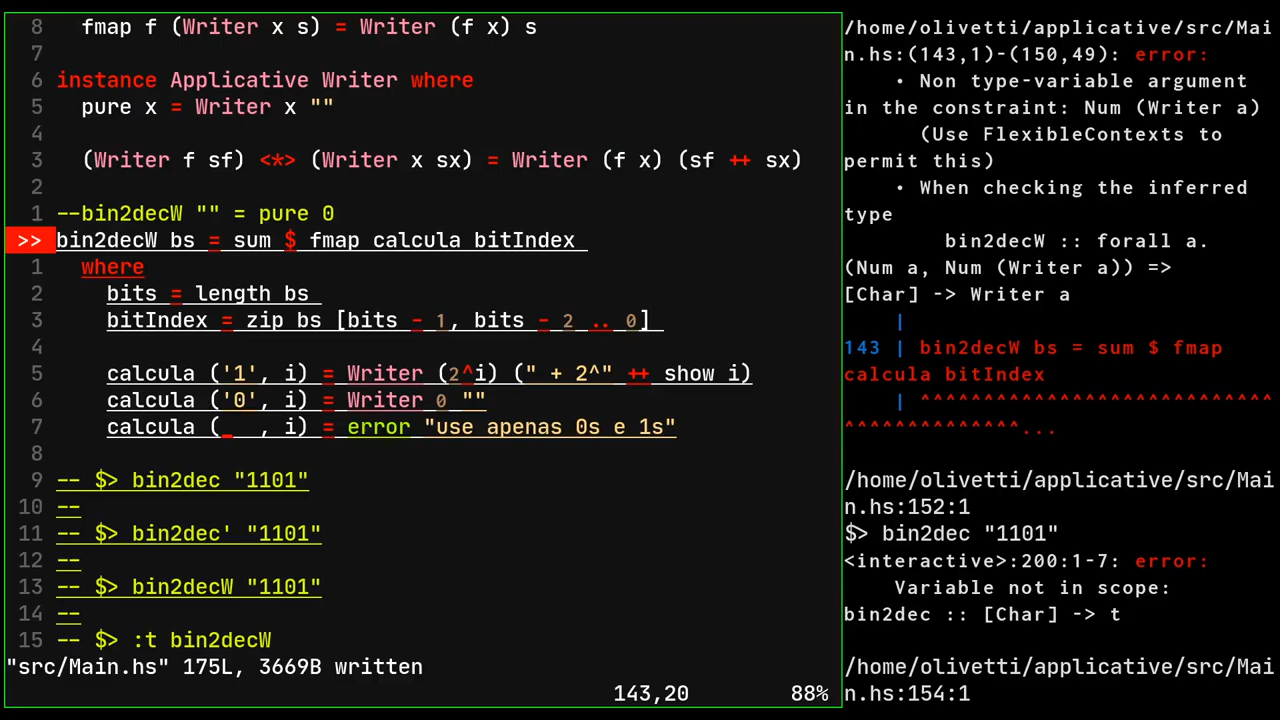 8 fmap f (Writer x s) = Writer (f x) s
7
6 instance Applicative Writer where
5 pure x = Writer x ""
4
3 (Writer f sf) <*> (Writer x sx) = Writer (f x) (sf ++ sx)
2
1 --bin2decW "" = pure 0
>> bin2decW bs = sum $ fmap calcula bitIndex
1 where
2 bits = length bs
3 bitIndex = zip bs [bits - 1, bits - 2 .. 0]
4
5 calcula ('1', i) = Writer (2^i) (" + 2^" ++ show i)
6 calcula ('0', i) = Writer 0 ""
7 calcula (_ , i) = error "use apenas 0s e 1s"
8
9 -- $> bin2dec "1101"
10 --
11 -- $> bin2dec' "1101"
12 --
13 -- $> bin2decW "1101"
14 --
15 -- $> :t bin2decW
"src/Main.hs" 175L, 3669B written
143,20 88%
/home/olivetti/applicative/src/Mai
n.hs:(143,1)-(150,49): error:
• Non type-variable argument
in the constraint: Num (Writer a)
(Use FlexibleContexts to
permit this)
• When checking the inferred
type
bin2decW :: forall a.
(Num a, Num (Writer a)) =>
[Char] -> Writer a
|
143 | bin2decW bs = sum $ fmap
calcula bitIndex
| ^^^^^^^^^^^^^^^^^^^^^^^^^^^^
^^^^^^^^^^^^^^...
/home/olivetti/applicative/src/Mai
n.hs:152:1
$> bin2dec "1101"
<interactive>:200:1-7: error:
Variable not in scope:
bin2dec :: [Char] -> t
/home/olivetti/applicative/src/Mai
n.hs:154:1